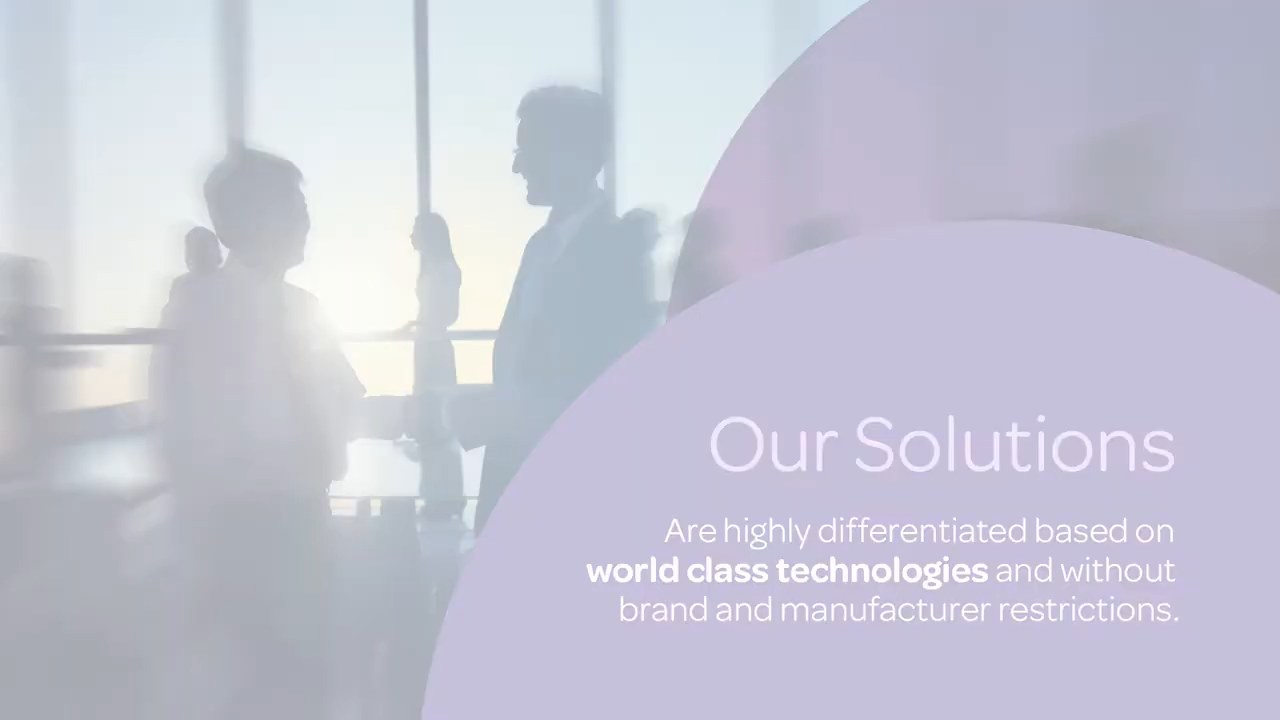 Our Solutions
Are highly differentiated based on
world class technologies and without
brand and manufacturer restrictions.